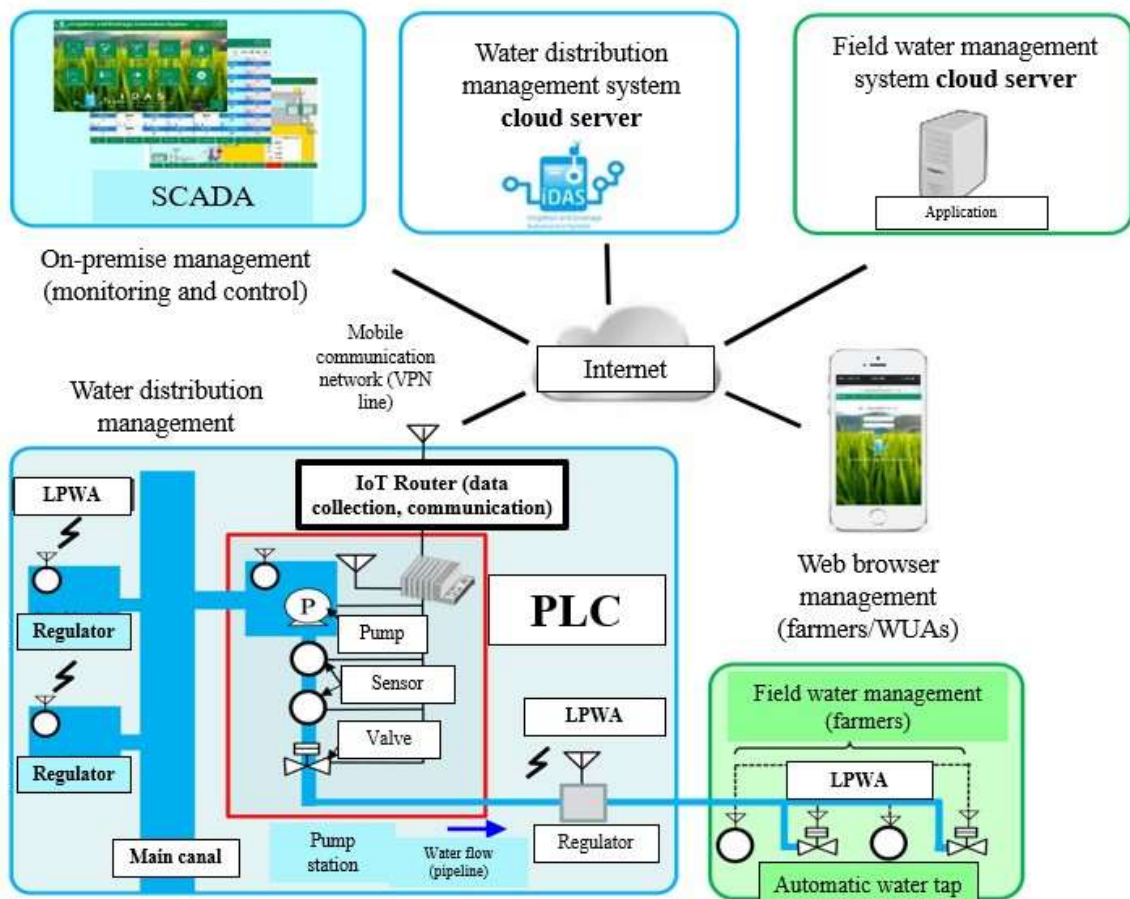 SCADA
On-premise management
(monitoring and control)
Water distribution
management system
cloud server
iDAS
Field water management
system cloud server
Application
Internet
Mobile
communication
network (VPN
line)
Water distribution
management
IoT Router (data
collection, communication)
LPWA
Regulator
LPWA
Regulator
Main canal
P
Pump
Sensor
Valve
PLC
Pump
station
Water flow
(pipeline)
LPWA
Regulator
Web browser
management
(farmers/WUAs)
Field water management
(farmers)
LPWA
Automatic water tap